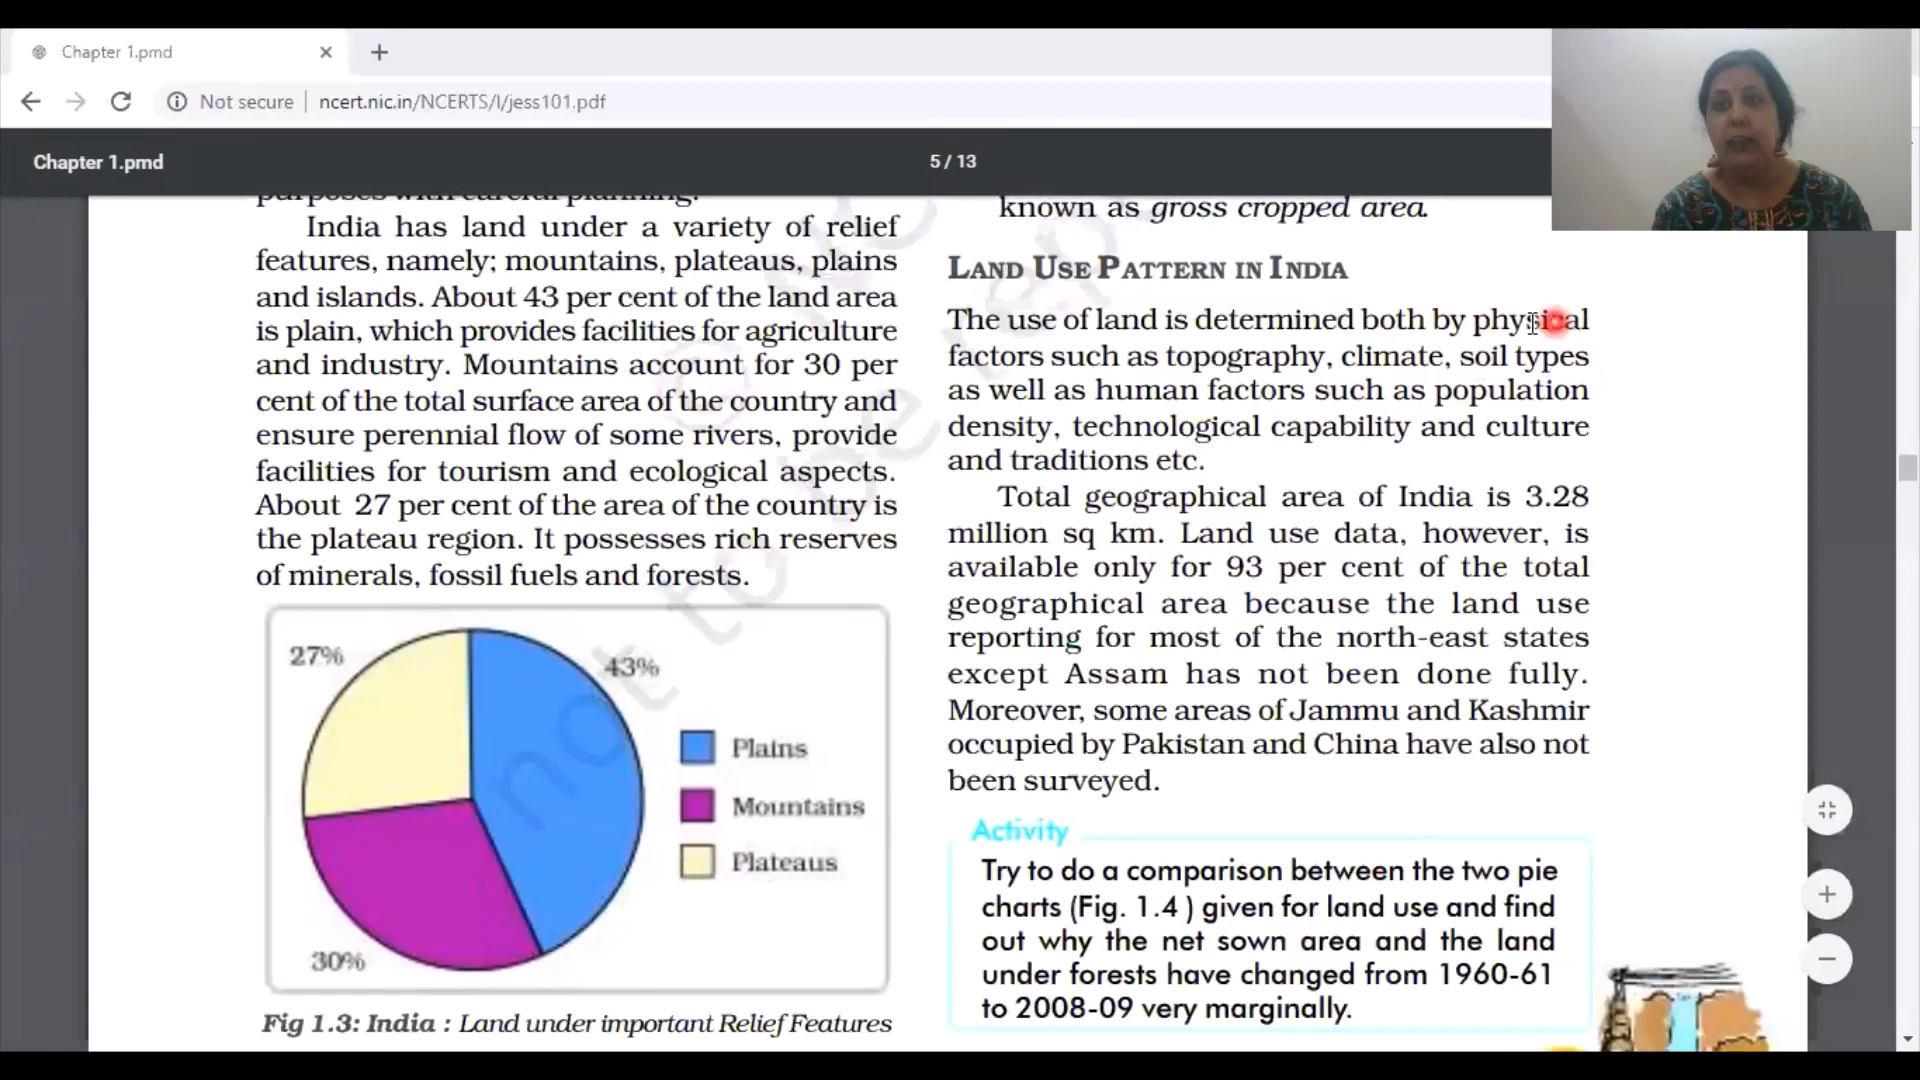 Chapter 1.pmd
Not secure
ncert.nic.in/NCERTS/l/jess101.pdf
Chapter 1.pmd
5 / 13
purposes with careful planning.
India has land under a variety of relief
features, namely; mountains, plateaus, plains
and islands. About 43 per cent of the land area
is plain, which provides facilities for agriculture
and industry. Mountains account for 30 per
cent of the total surface area of the country and
ensure perennial flow of some rivers, provide
facilities for tourism and ecological aspects.
About 27 per cent of the area of the country is
the plateau region. It possesses rich reserves
of minerals, fossil fuels and forests.
27%
43%
30%
Plains
Mountains
Plateaus
Fig 1.3: India : Land under important Relief Features
known as gross cropped area.
LAND USE PATTERN IN INDIA
The use of land is determined both by physical
factors such as topography, climate, soil types
as well as human factors such as population
density, technological capability and culture
and traditions etc.
Total geographical area of India is 3.28
million sq km. Land use data, however, is
available only for 93 per cent of the total
geographical area because the land use
reporting for most of the north-east states
except Assam has not been done fully.
Moreover, some areas of Jammu and Kashmir
occupied by Pakistan and China have also not
been surveyed.
Activity
Try to do a comparison between the two pie
charts (Fig. 1.4 ) given for land use and find
out why the net sown area and the land
under forests have changed from 1960-61
to 2008-09 very marginally.
not to be rep